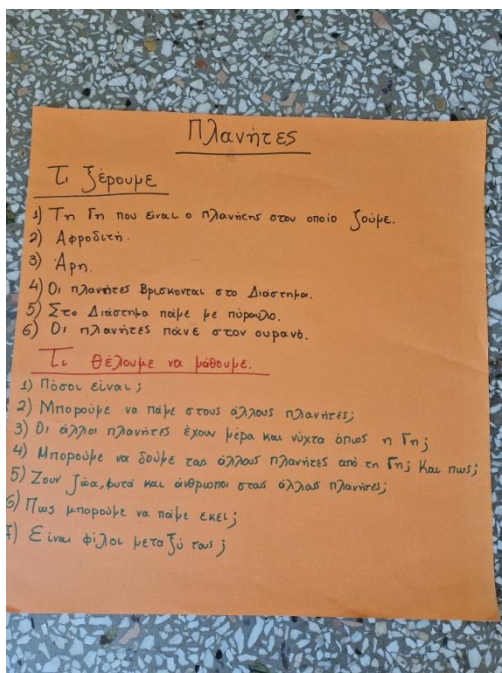 Πλανήτες
Τι ξέρουμε
1) Τη Γη που είναι ο πλανήτης στον οποίο ζούμε.
2) Αφροδίτη.
3) Άρη.
4) Οι πλανήτες βρίσκονται στο Διάστημα.
5) Στο Διάστημα πάμε με πύραυλο.
6) Οι πλανήτες πάνε στον ουρανό.
Τι θέλουμε να μάθουμε.
1) Πόσοι είναι;
2) Μπορούμε να πάμε στους άλλους πλανήτες;
3) Οι άλλοι πλανήτες έχουν μέρα και νύχτα όπως η Γη;
4) Μπορούμε να δούμε τους άλλους πλανήτες από τη Γη; Και πως;
5) Ζουν ζώα, φυτά και άνθρωποι στους άλλους πλανήτες;
6) Πως μπορούμε να πάμε εκεί;
7) Είναι φίλοι μεταξύ τους;